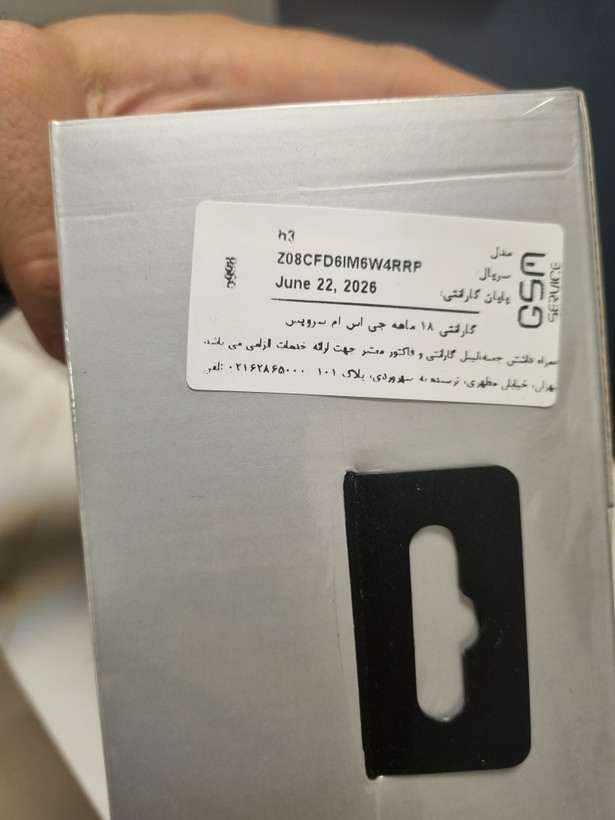 مدل: h3
سریال: Z08CFD6IM6W4RRP
پایان گارانتی: June 22, 2026
GSM
SERVICE
گارانتی ۱۸ ماهه جی اس ام سرویس
همراه داشتن جعبه، لیبل گارانتی و فاکتور معتبر جهت ارائه خدمات الزامی می باشد.
تهران، خیابان مطهری، نرسیده به سهروردی، پلاک ۱۰۱ تلفن: ۰۲۱۶۲۸۶۵۰۰۰